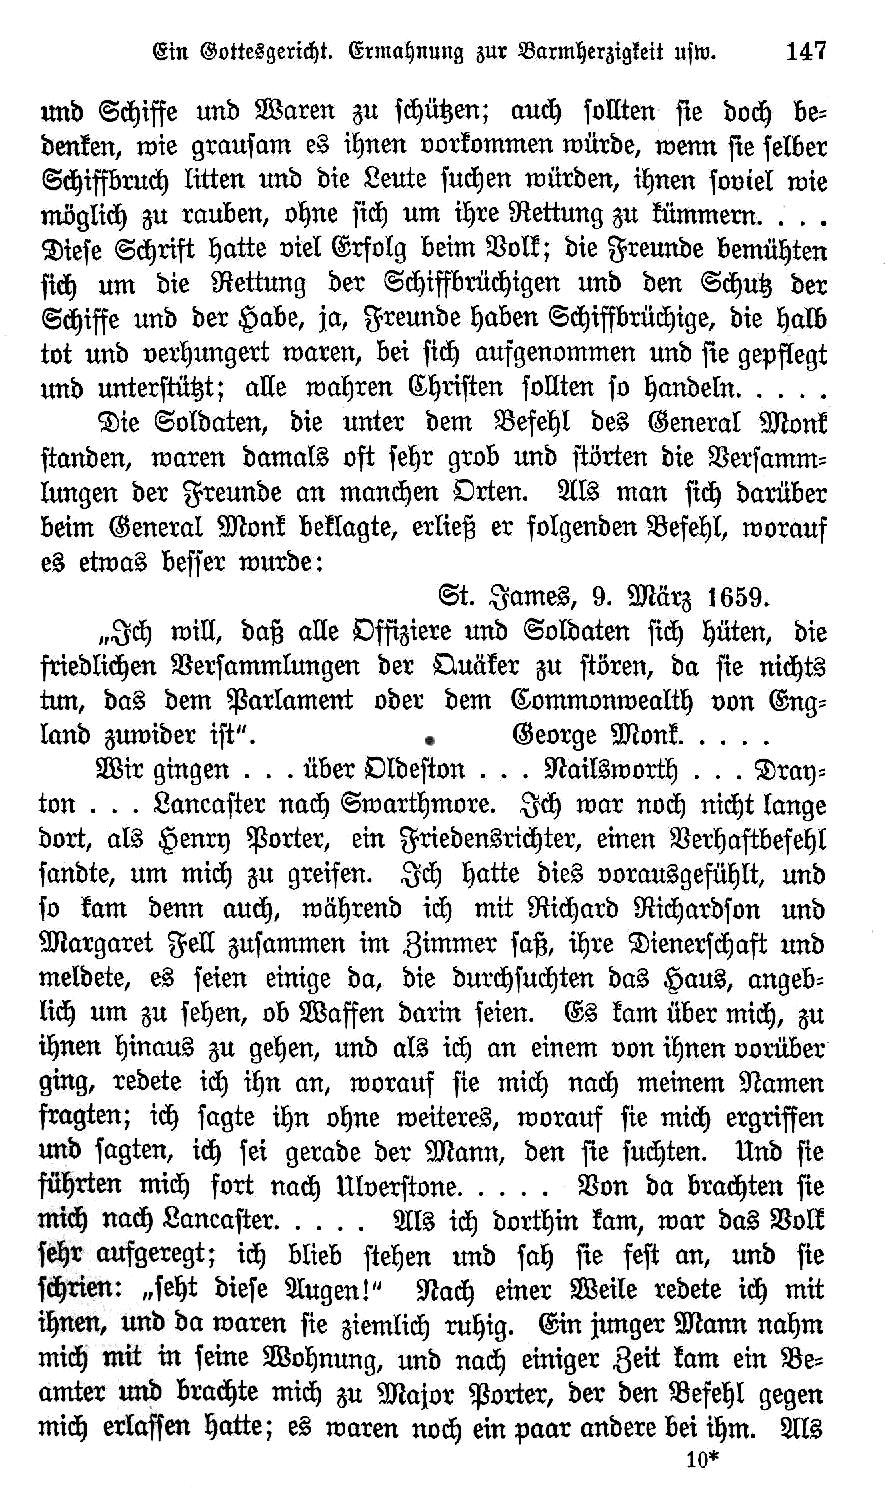 Ein Gottesgericht. Ermahnung zur Barmherzigkeit usw. 147
und Schiffe und Waren zu schützen; auch sollten sie doch be-
denken, wie grausam es ihnen vorkommen würde, wenn sie selber
Schiffbruch litten und die Leute suchen würden, ihnen soviel wie
möglich zu rauben, ohne sich um ihre Rettung zu kümmern. . . .
Diese Schrift hatte viel Erfolg beim Volk; die Freunde bemühten
sich um die Rettung der Schiffbrüchigen und den Schutz der
Schiffe und der Habe, ja, Freunde haben Schiffbrüchige, die halb
tot und verhungert waren, bei sich aufgenommen und sie gepflegt
und unterstützt; alle wahren Christen sollten so handeln. . . . .
Die Soldaten, die unter dem Befehl des General Monk
standen, waren damals oft sehr grob und störten die Versamm-
lungen der Freunde an manchen Orten. Als man sich darüber
beim General Monk beklagte, erließ er folgenden Befehl, worauf
es etwas besser wurde:
St. James, 9. März 1659.
„Ich will, daß alle Offiziere und Soldaten sich hüten, die
friedlichen Versammlungen der Quäker zu stören, da sie nichts
tun, das dem Parlament oder dem Commonwealth von Eng-
land zuwider ist“. George Monk. . . . .
Wir gingen . . . über Oldeston . . . Nailsworth . . . Dray-
ton . . . Lancaster nach Swarthmore. Ich war noch nicht lange
dort, als Henry Porter, ein Friedensrichter, einen Verhaftbefehl
sandte, um mich zu greifen. Ich hatte dies vorausgefühlt, und
so kam denn auch, während ich mit Richard Richardson und
Margaret Fell zusammen im Zimmer saß, ihre Dienerschaft und
meldete, es seien einige da, die durchsuchten das Haus, angeb-
lich um zu sehen, ob Waffen darin seien. Es kam über mich, zu
ihnen hinaus zu gehen, und als ich an einem von ihnen vorüber
ging, redete ich ihn an, worauf sie mich nach meinem Namen
fragten; ich sagte ihn ohne weiteres, worauf sie mich ergriffen
und sagten, ich sei gerade der Mann, den sie suchten. Und sie
führten mich fort nach Ulverstone. . . . . Von da brachten sie
mich nach Lancaster. . . . . Als ich dorthin kam, war das Volk
sehr aufgeregt; ich blieb stehen und sah sie fest an, und sie
schrien: „seht diese Augen!“ Nach einer Weile redete ich mit
ihnen, und da waren sie ziemlich ruhig. Ein junger Mann nahm
mich mit in seine Wohnung, und nach einiger Zeit kam ein Be-
amter und brachte mich zu Major Porter, der den Befehl gegen
mich erlassen hatte; es waren noch ein paar andere bei ihm. Als
10*